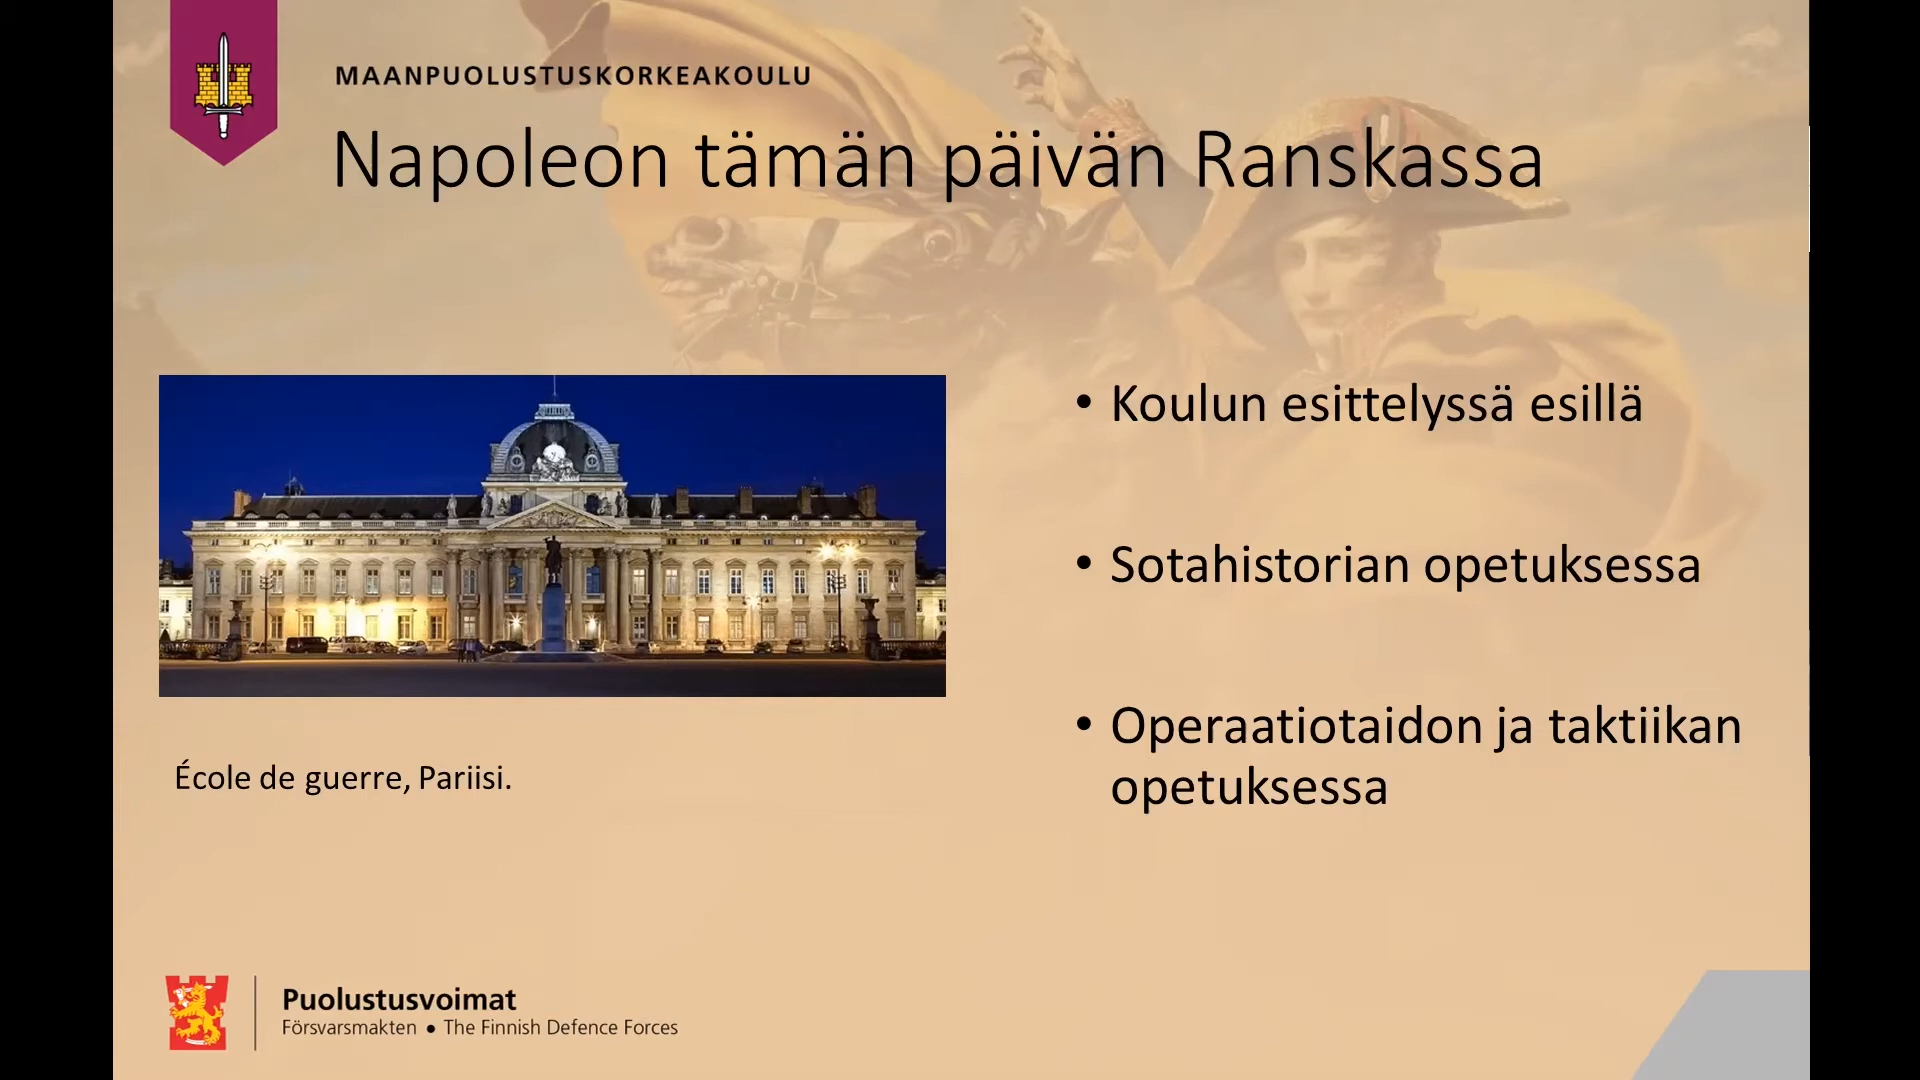 MAANPUOLUSTUSKORKEAKOULU
Napoleon tämän päivän Ranskassa
• Koulun esittelyssä esillä
• Sotahistorian opetuksessa
• Operaatiotaidon ja taktiikan
opetuksessa
École de guerre, Pariisi.
Puolustusvoimat
Försvarsmakten ● The Finnish Defence Forces